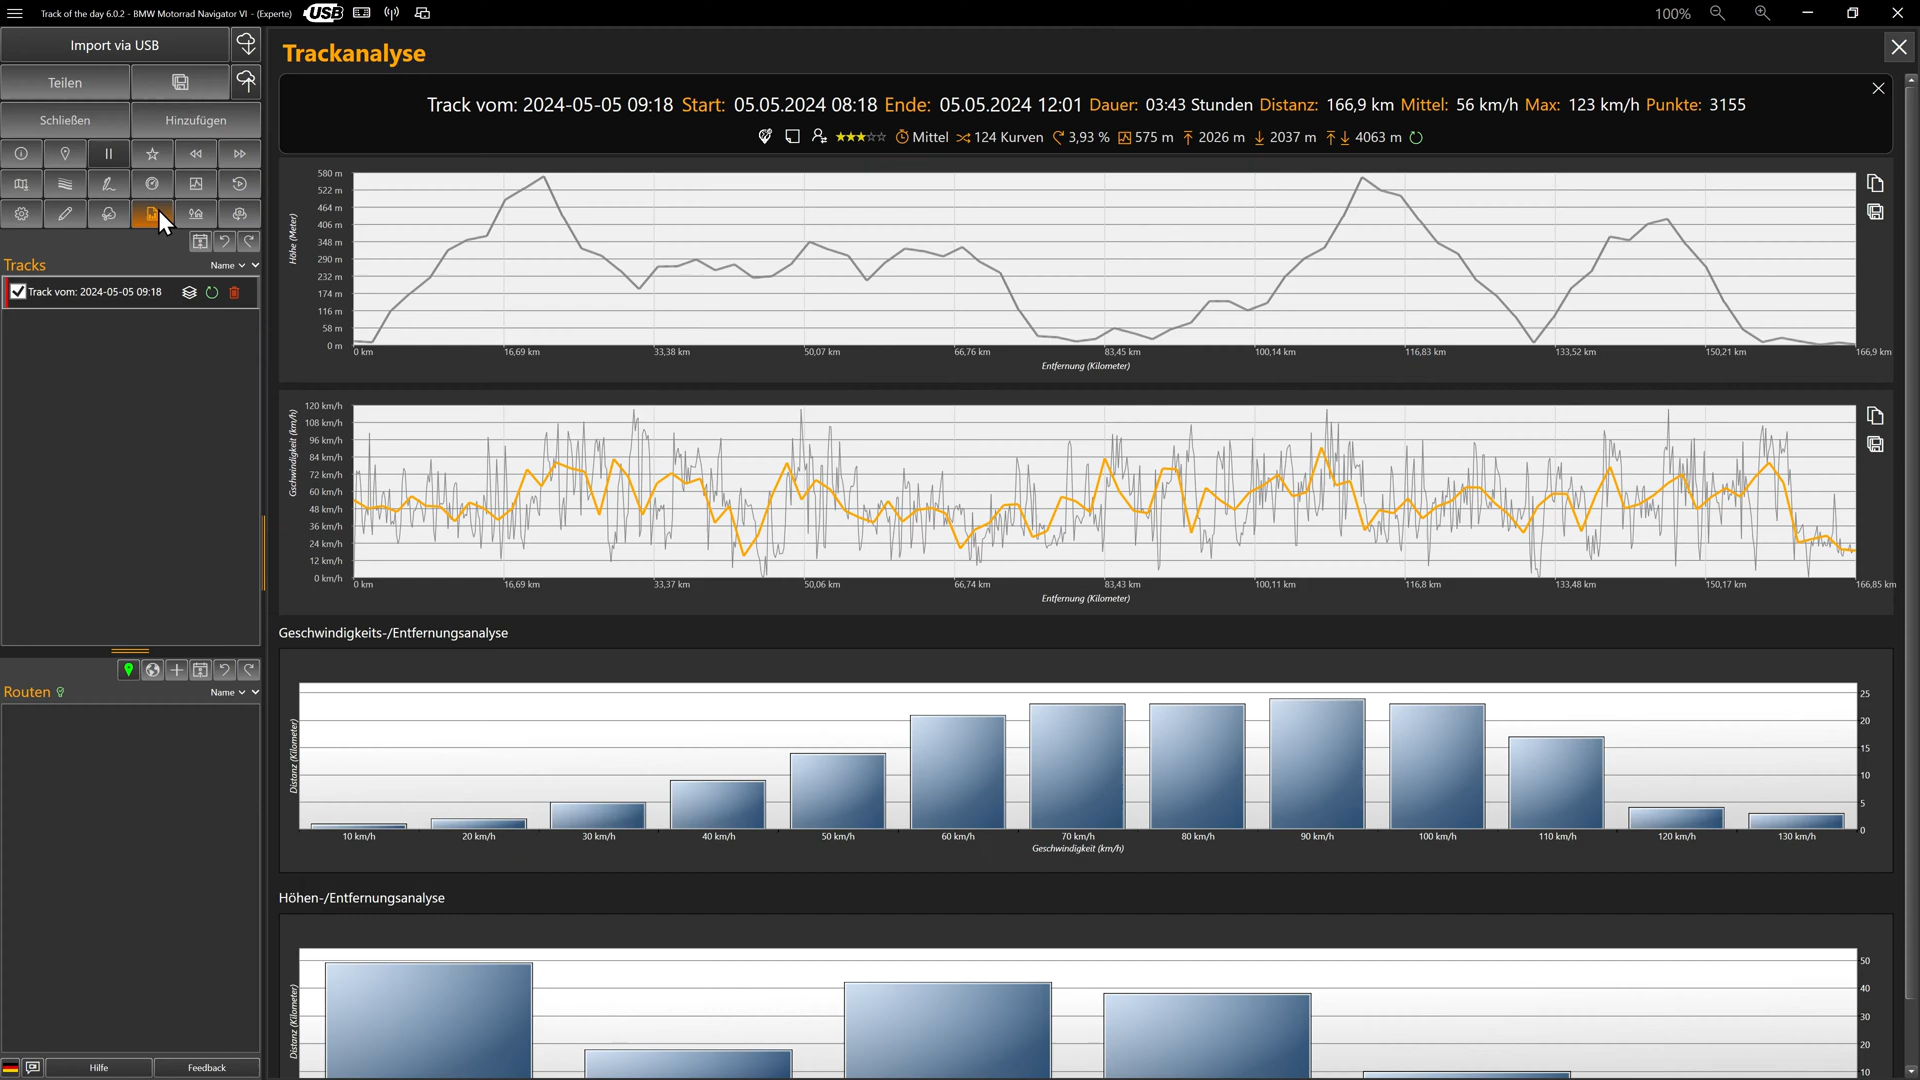 Track of the day 6.0.2 - BMW Motorrad Navigator VI - (Experte)
USB
100%
Import via USB
Teilen
Schließen
Hinzufügen
Tracks
Name
Track vom: 2024-05-05 09:18
Routen
Name
Hilfe
Feedback
Trackanalyse
Track vom: 2024-05-05 09:18 Start: 05.05.2024 08:18 Ende: 05.05.2024 12:01 Dauer: 03:43 Stunden Distanz: 166,9 km Mittel: 56 km/h Max: 123 km/h Punkte: 3155
Mittel 124 Kurven 3,93 % 575 m 2026 m 2037 m 4063 m
Höhe (Meter)
580 m
522 m
464 m
406 m
348 m
290 m
232 m
174 m
116 m
58 m
0 m
0 km 16,69 km 33,38 km 50,07 km 66,76 km 83,45 km 100,14 km 116,83 km 133,52 km 150,21 km 166,9 km
Entfernung (Kilometer)
Gschwindigkeit (km/h)
120 km/h
108 km/h
96 km/h
84 km/h
72 km/h
60 km/h
48 km/h
36 km/h
24 km/h
12 km/h
0 km/h
0 km 16,69 km 33,37 km 50,06 km 66,74 km 83,43 km 100,11 km 116,8 km 133,48 km 150,17 km 166,85 km
Entfernung (Kilometer)
Geschwindigkeits-/Entfernungsanalyse
Distanz (Kilometer)
25
20
15
10
5
0
10 km/h 20 km/h 30 km/h 40 km/h 50 km/h 60 km/h 70 km/h 80 km/h 90 km/h 100 km/h 110 km/h 120 km/h 130 km/h
Geschwindigkeit (km/h)
Höhen-/Entfernungsanalyse
Distanz (Kilometer)
50
40
30
20
10